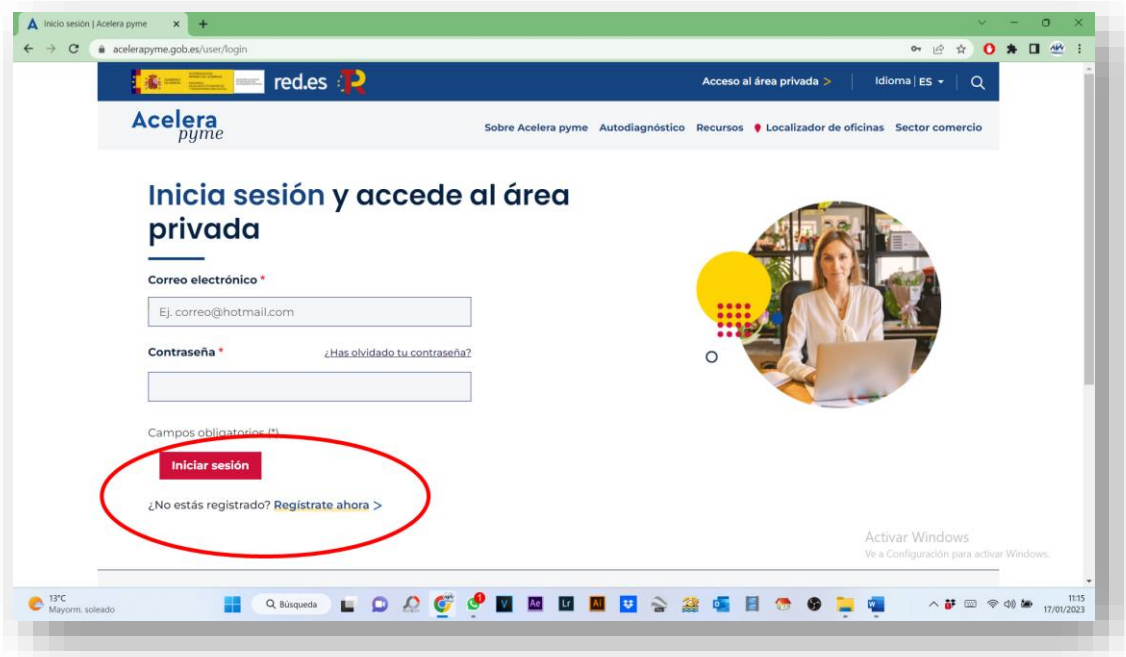 Inicio sesión | Acelera pyme
acelerapyme.gob.es/user/login
red.es
Acceso al área privada >
Idioma | ES
Acelera
pyme
Sobre Acelera pyme Autodiagnóstico Recursos Localizador de oficinas Sector comercio
Inicia sesión y accede al área
privada
Correo electrónico *
Ej. correo@hotmail.com
Contraseña *
¿Has olvidado tu contraseña?
Campos obligatorios (*)
Iniciar sesión
¿No estás registrado? Regístrate ahora >
Activar Windows
Ve a Configuración para activar Windows.
13°C
Mayorm. soleado
Búsqueda
V
Ae
Lr
Ai
11:15
17/01/2023